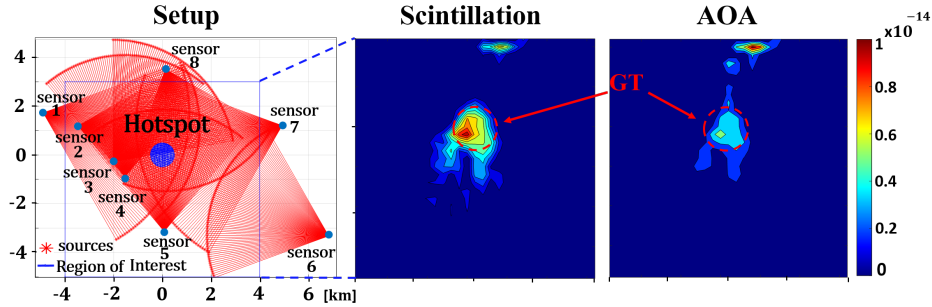 Setup
Scintillation
AOA
x10⁻¹⁴
4
2
0
-2
-4
sensor
8
sensor
1
sensor
2
sensor
3
sensor
4
sensor
5
sensor
6
sensor
7
Hotspot
sources
Region of Interest
-4
-2
0
2
4
6
[km]
GT
1
0.8
0.6
0.4
0.2
0